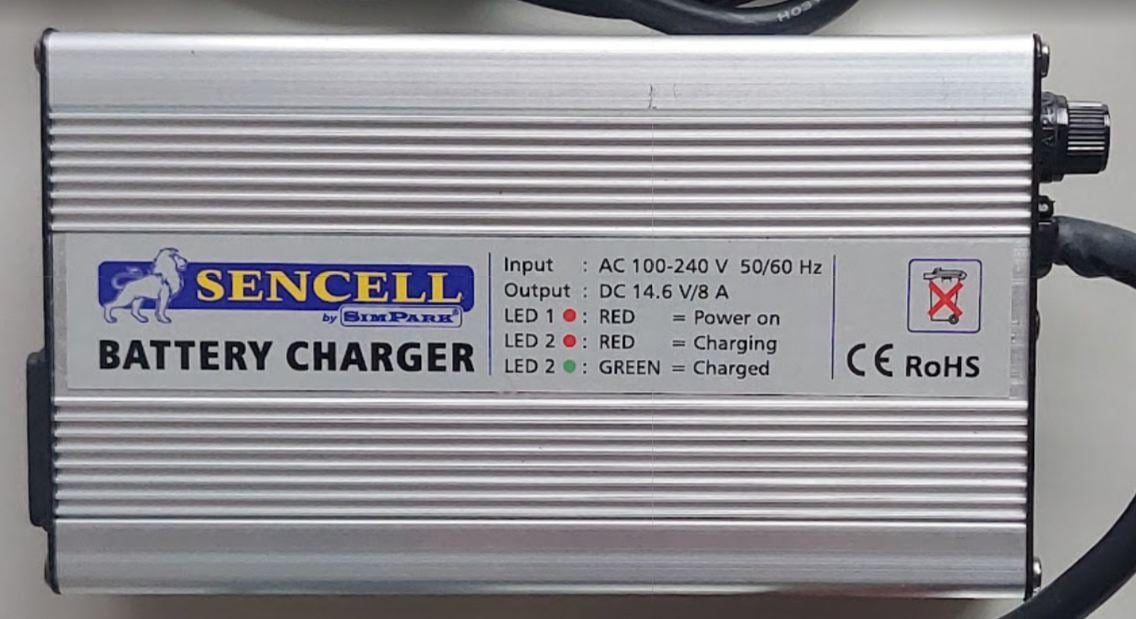 H03
SENCELL
by SIMPARK®
BATTERY CHARGER
Input : AC 100-240 V 50/60 Hz
Output : DC 14.6 V/8 A
LED 1 ● : RED = Power on
LED 2 ● : RED = Charging
LED 2 ● : GREEN = Charged
CE RoHS